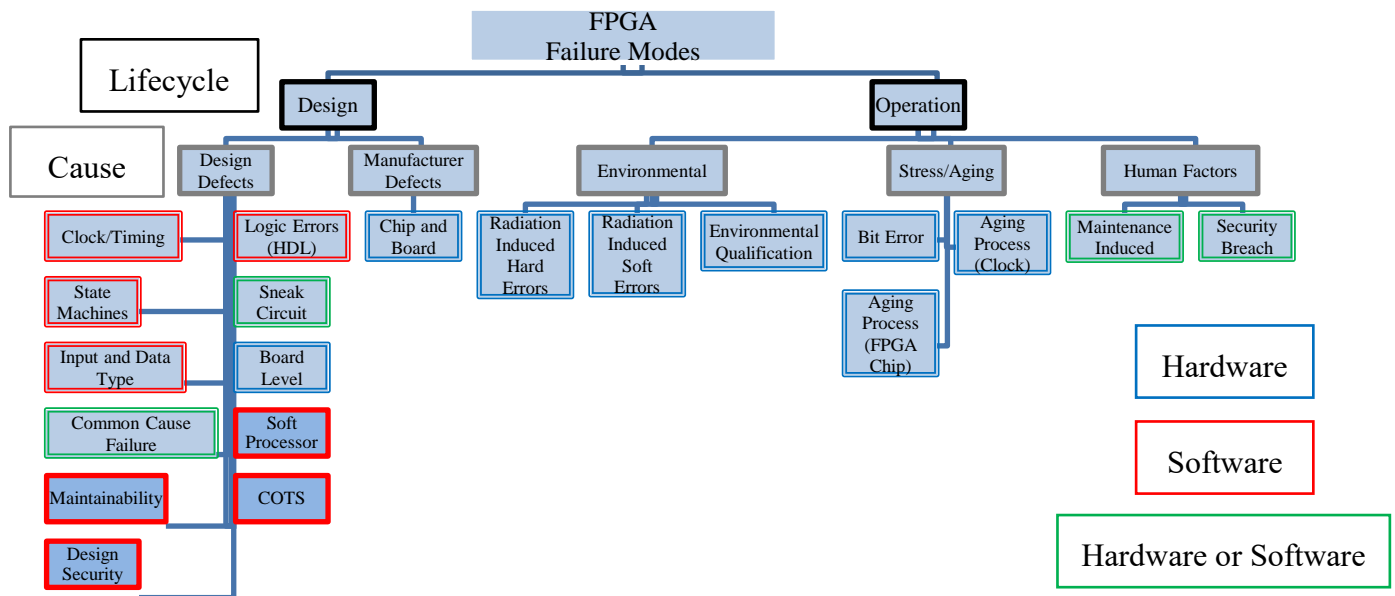 FPGA
Failure Modes
Lifecycle
Design
Operation
Cause
Design
Defects
Manufacturer
Defects
Environmental
Stress/Aging
Human Factors
Clock/Timing
Logic Errors
(HDL)
Chip and
Board
Radiation
Induced
Hard
Errors
Radiation
Induced
Soft
Errors
Environmental
Qualification
Bit Error
Aging
Process
(Clock)
Maintenance
Induced
Security
Breach
State
Machines
Sneak
Circuit
Aging
Process
(FPGA
Chip)
Input and Data
Type
Board
Level
Hardware
Common Cause
Failure
Soft
Processor
Software
Maintainability
COTS
Design
Security
Hardware or Software